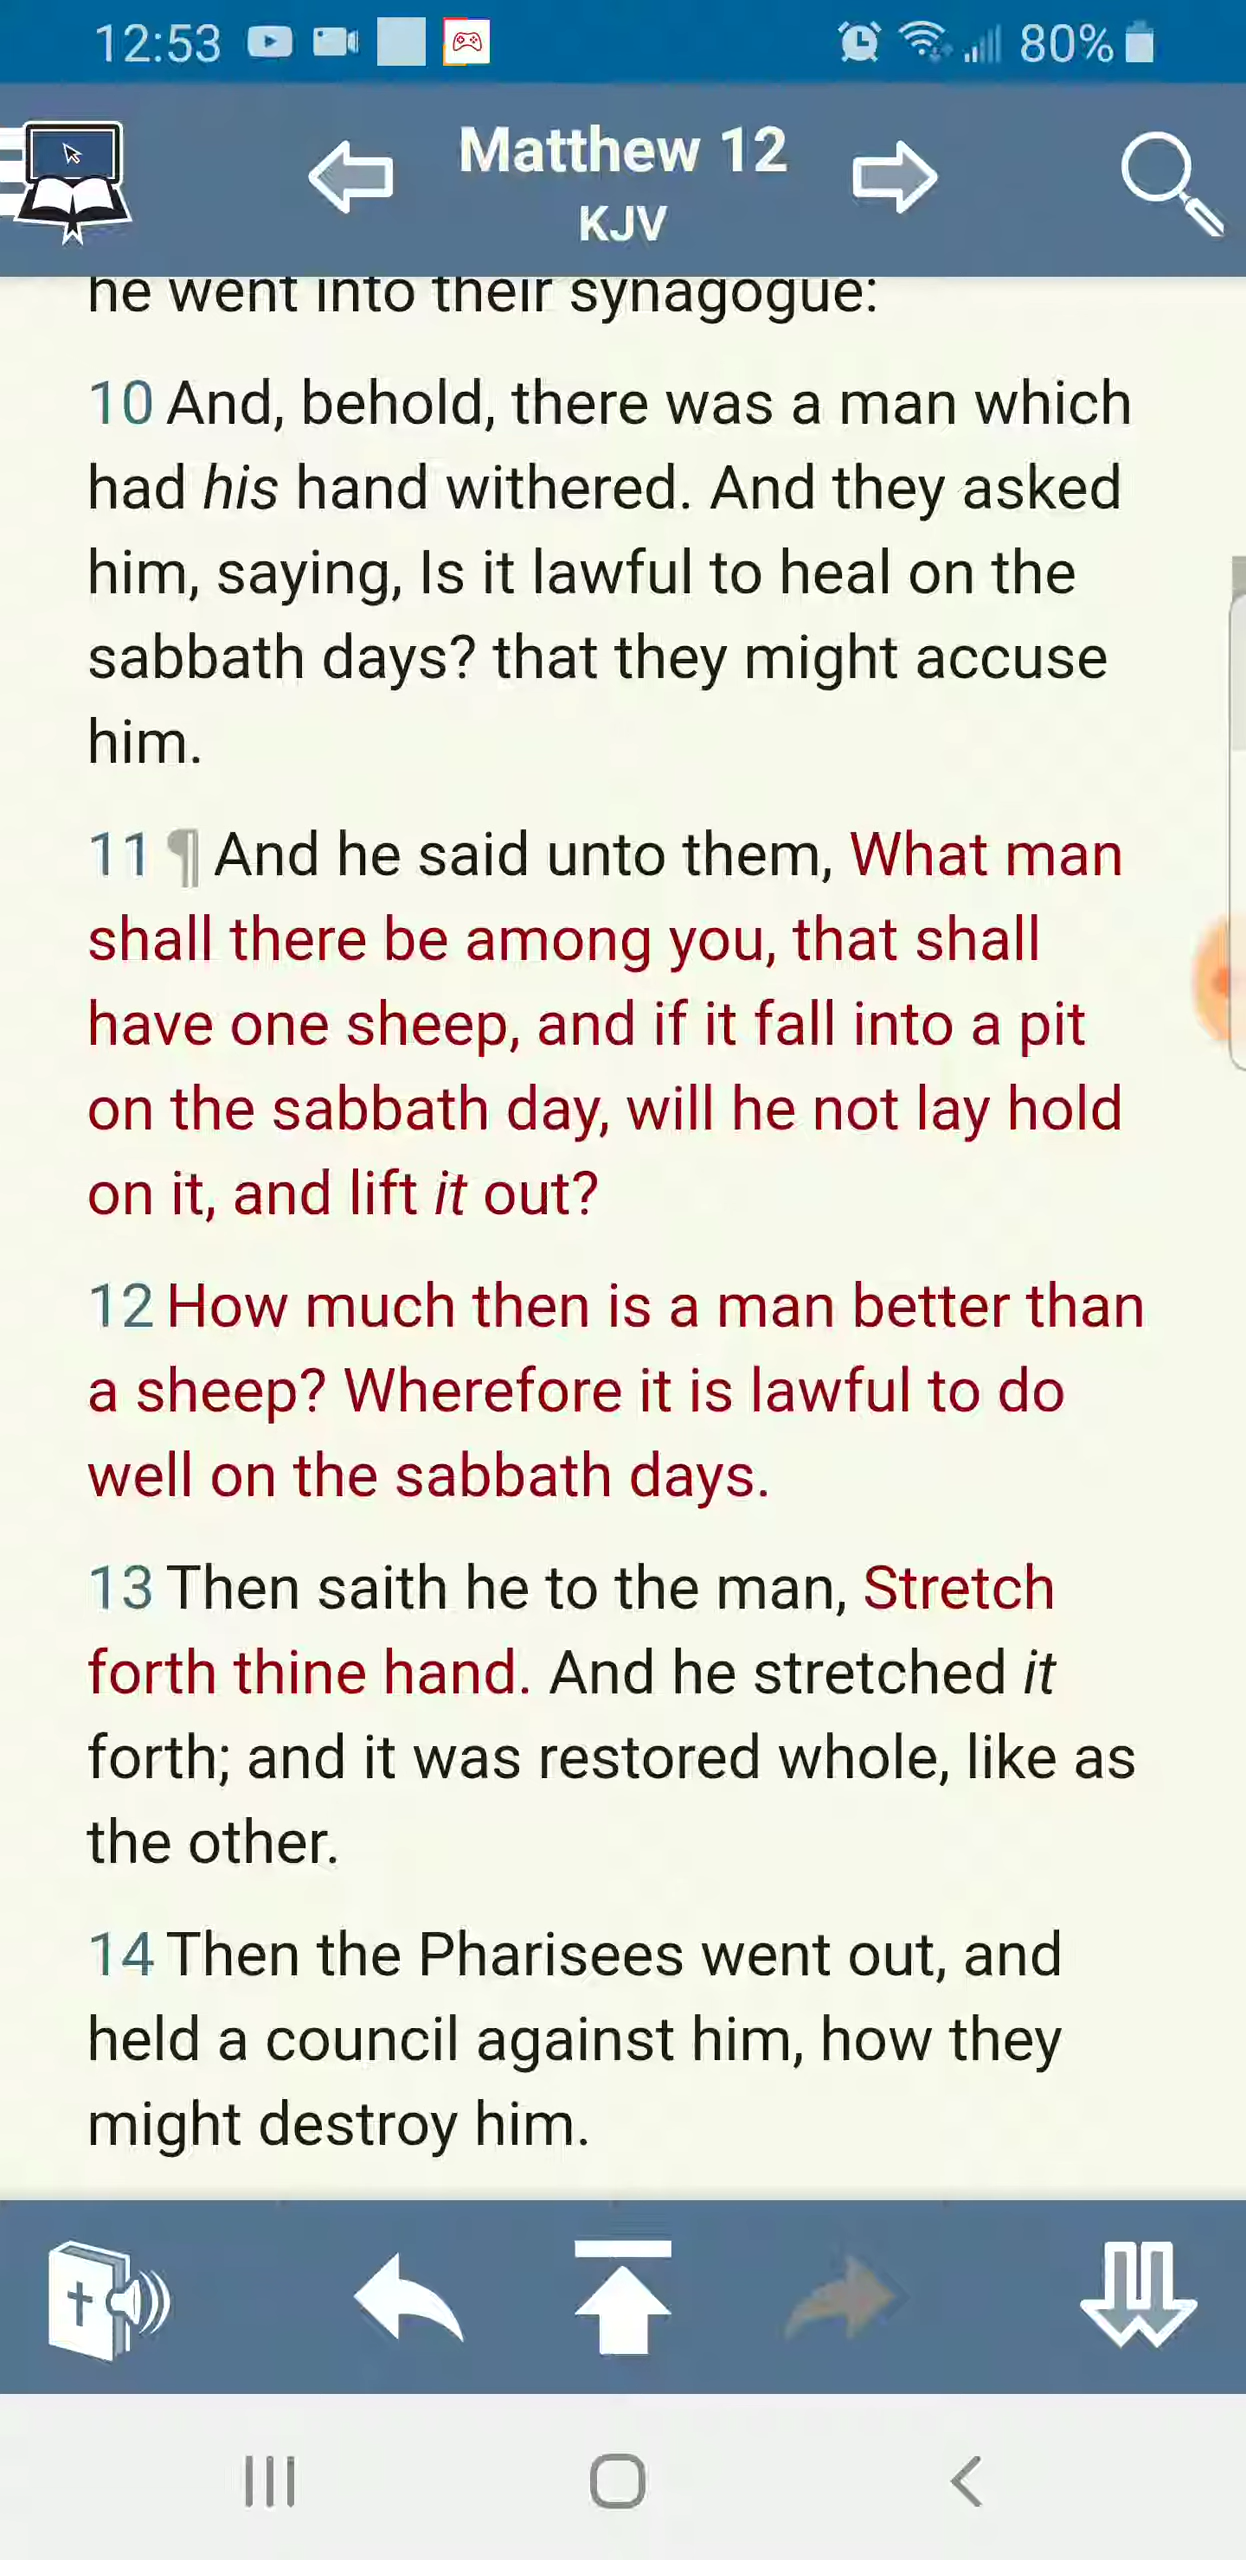 12:53
80%
Matthew 12
KJV
he went into their synagogue:
10 And, behold, there was a man which
had his hand withered. And they asked
him, saying, Is it lawful to heal on the
sabbath days? that they might accuse
him.
11 ¶ And he said unto them, What man
shall there be among you, that shall
have one sheep, and if it fall into a pit
on the sabbath day, will he not lay hold
on it, and lift it out?
12 How much then is a man better than
a sheep? Wherefore it is lawful to do
well on the sabbath days.
13 Then saith he to the man, Stretch
forth thine hand. And he stretched it
forth; and it was restored whole, like as
the other.
14 Then the Pharisees went out, and
held a council against him, how they
might destroy him.